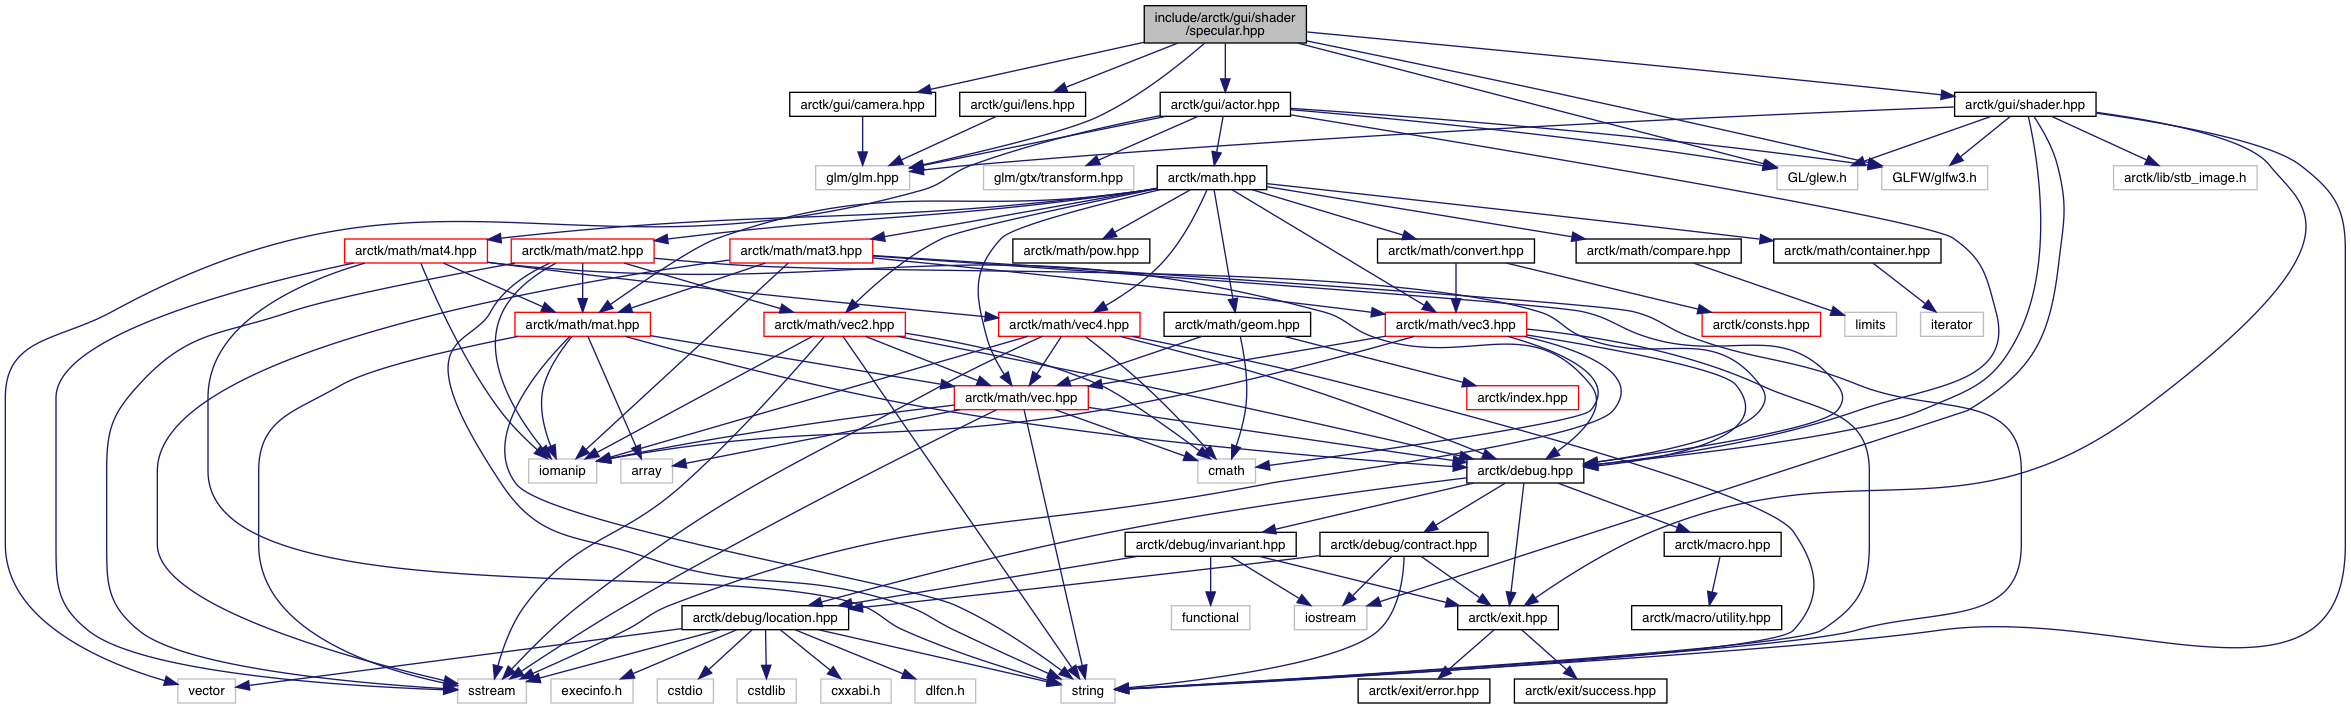 include/arctk/gui/shader
/specular.hpp
arctk/gui/camera.hpp
arctk/gui/lens.hpp
arctk/gui/actor.hpp
arctk/gui/shader.hpp
glm/glm.hpp
glm/gtx/transform.hpp
arctk/math.hpp
GL/glew.h
GLFW/glfw3.h
arctk/lib/stb_image.h
arctk/math/mat4.hpp
arctk/math/mat2.hpp
arctk/math/mat3.hpp
arctk/math/pow.hpp
arctk/math/convert.hpp
arctk/math/compare.hpp
arctk/math/container.hpp
arctk/math/mat.hpp
arctk/math/vec2.hpp
arctk/math/vec4.hpp
arctk/math/geom.hpp
arctk/math/vec3.hpp
arctk/consts.hpp
limits
iterator
arctk/math/vec.hpp
arctk/index.hpp
iomanip
array
cmath
arctk/debug.hpp
arctk/debug/invariant.hpp
arctk/debug/contract.hpp
arctk/macro.hpp
arctk/debug/location.hpp
functional
iostream
arctk/exit.hpp
arctk/macro/utility.hpp
vector
sstream
execinfo.h
cstdio
cstdlib
cxxabi.h
dlfcn.h
string
arctk/exit/error.hpp
arctk/exit/success.hpp